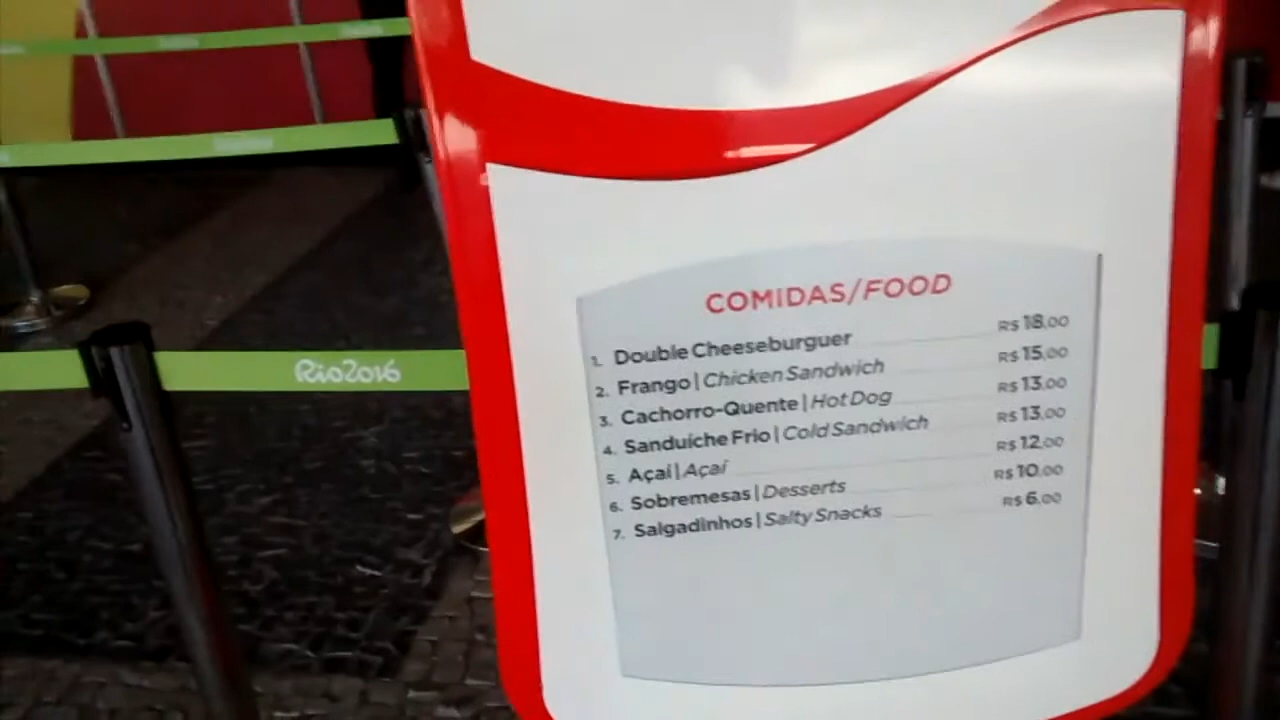 COMIDAS/FOOD
1. Double Cheeseburguer R$ 18,00
2. Frango | Chicken Sandwich R$ 15,00
3. Cachorro-Quente | Hot Dog R$ 13,00
4. Sanduíche Frio | Cold Sandwich R$ 13,00
5. Açaí | Açaí R$ 12,00
6. Sobremesas | Desserts R$ 10,00
7. Salgadinhos | Salty Snacks R$ 6,00
Rio2016